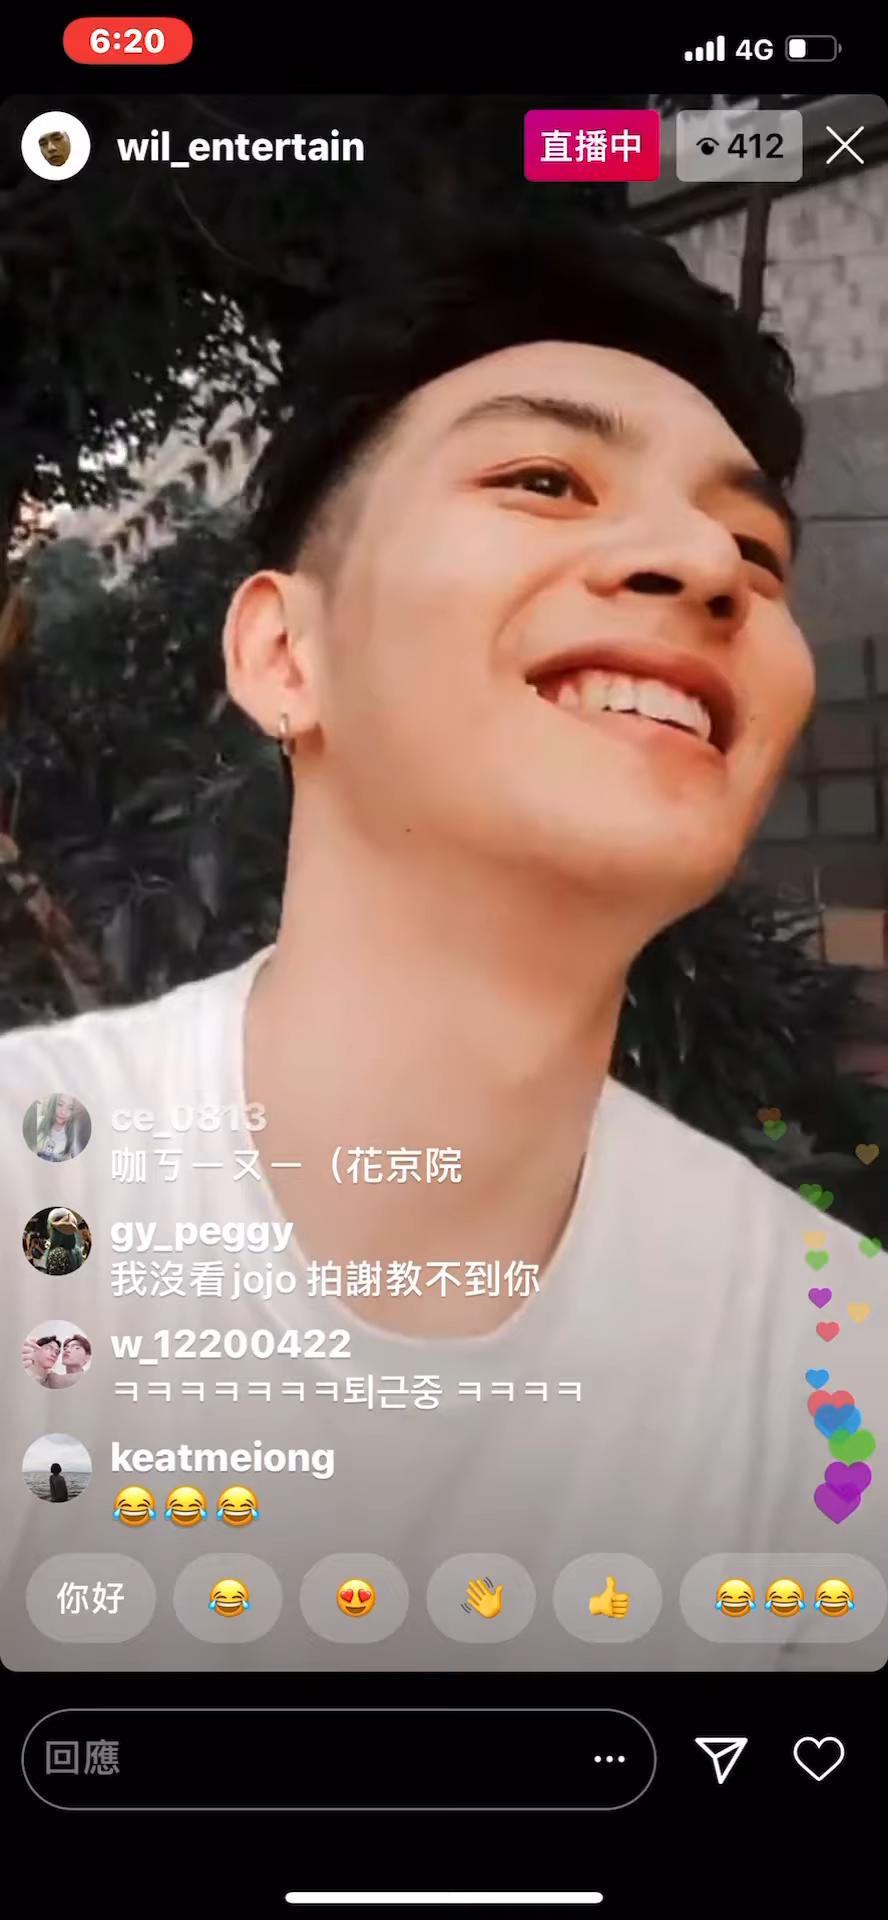 6:20
4G
wil_entertain
直播中
412
ce_0813
咖ㄎ一ㄡ一（花京院
gy_peggy
我沒看jojo 拍謝教不到你
w_12200422
ㅋㅋㅋㅋㅋㅋㅋ퇴근중 ㅋㅋㅋㅋ
keatmeiong
😂😂😂
你好
回應